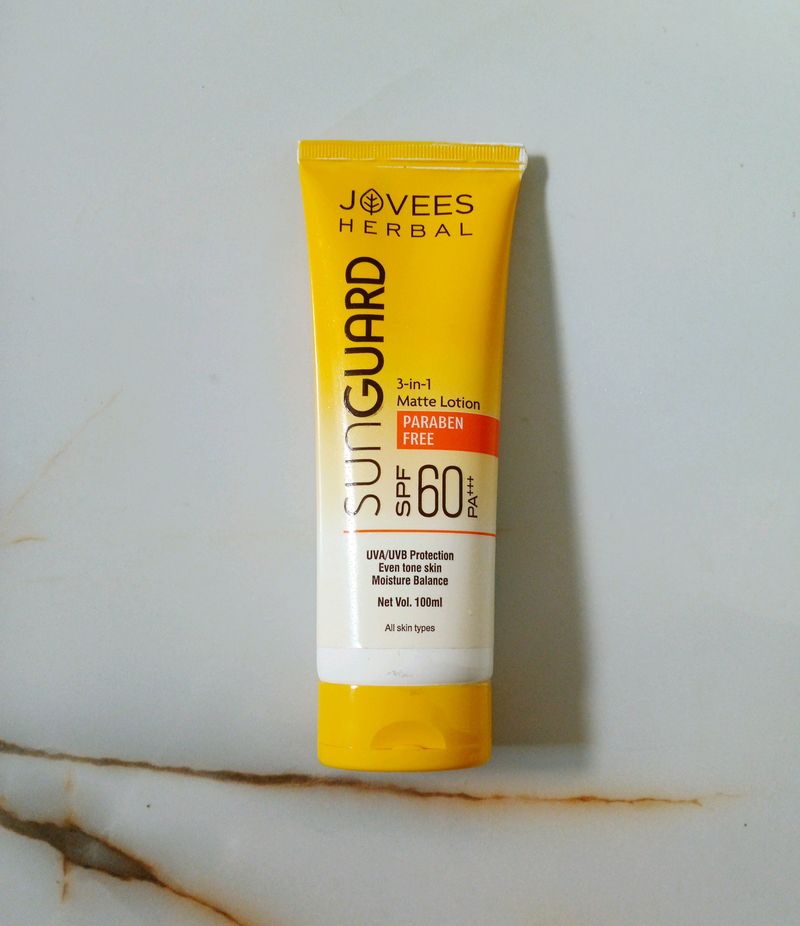 JOVEES
HERBAL
SUNGUARD
3-in-1
Matte Lotion
PARABEN
FREE
SPF 60 PA+++
UVA/UVB Protection
Even tone skin
Moisture Balance
Net Vol. 100ml
All skin types